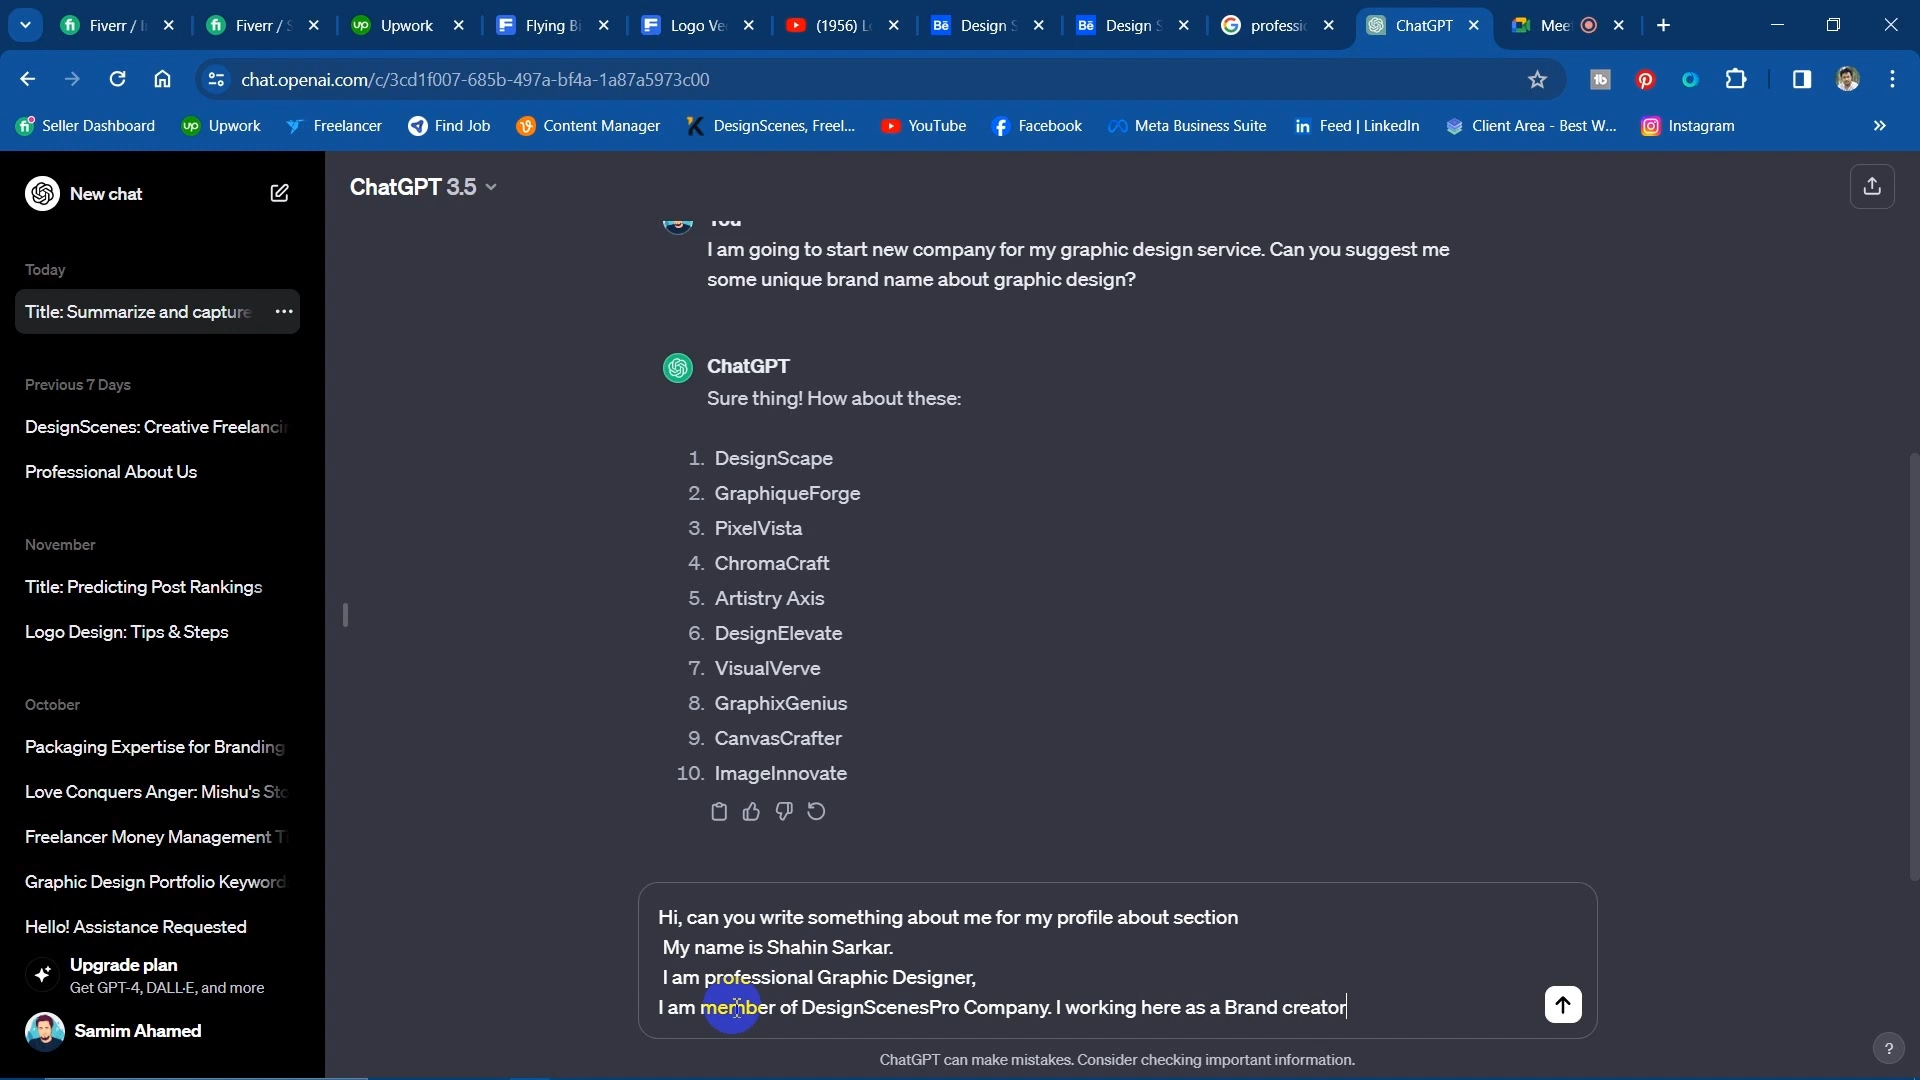 Fiverr / I
Fiverr / S
Upwork
Flying Bi
Logo Ve
(1956) L
Design S
Design S
professi
ChatGPT
Mee
chat.openai.com/c/3cd1f007-685b-497a-bf4a-1a87a5973c00
Seller Dashboard
Upwork
Freelancer
Find Job
Content Manager
DesignScenes, Freel...
YouTube
Facebook
Meta Business Suite
Feed | LinkedIn
Client Area - Best W...
Instagram
New chat
Today
Title: Summarize and capture
Previous 7 Days
DesignScenes: Creative Freelanci
Professional About Us
November
Title: Predicting Post Rankings
Logo Design: Tips & Steps
October
Packaging Expertise for Branding
Love Conquers Anger: Mishu's Sto
Freelancer Money Management T
Graphic Design Portfolio Keyword
Hello! Assistance Requested
Upgrade plan
Get GPT-4, DALL·E, and more
Samim Ahamed
ChatGPT 3.5
You
I am going to start new company for my graphic design service. Can you suggest me
some unique brand name about graphic design?
ChatGPT
Sure thing! How about these:
1. DesignScape
2. GraphiqueForge
3. PixelVista
4. ChromaCraft
5. Artistry Axis
6. DesignElevate
7. VisualVerve
8. GraphixGenius
9. CanvasCrafter
10. ImageInnovate
Hi, can you write something about me for my profile about section
My name is Shahin Sarkar.
I am professional Graphic Designer,
I am member of DesignScenesPro Company. I working here as a Brand creator
ChatGPT can make mistakes. Consider checking important information.
?